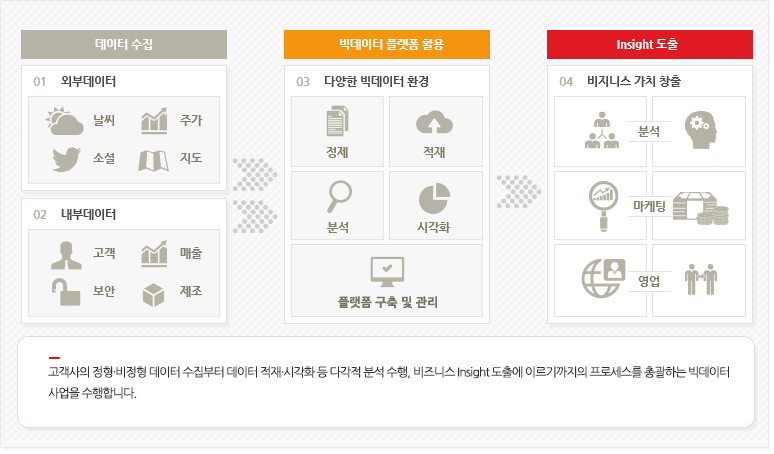 데이터 수집
01 외부데이터
날씨 주가
소셜 지도
02 내부데이터
고객 매출
보안 제조
빅데이터 플랫폼 활용
03 다양한 빅데이터 환경
정제 적재
분석 시각화
플랫폼 구축 및 관리
Insight 도출
04 비지니스 가치 창출
분석
마케팅
영업
고객사의 정형·비정형 데이터 수집부터 데이터 적재·시각화 등 다각적 분석 수행, 비즈니스 Insight 도출에 이르기까지의 프로세스를 총괄하는 빅데이터
사업을 수행합니다.